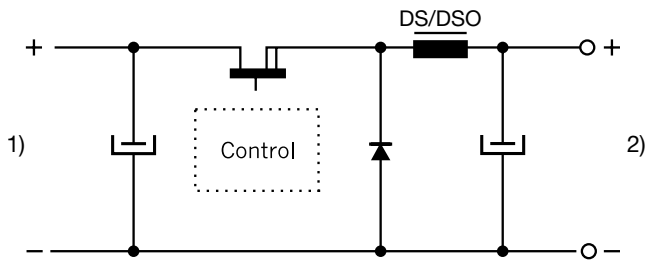 DS/DSO
+ +
1) Control 2)
− −